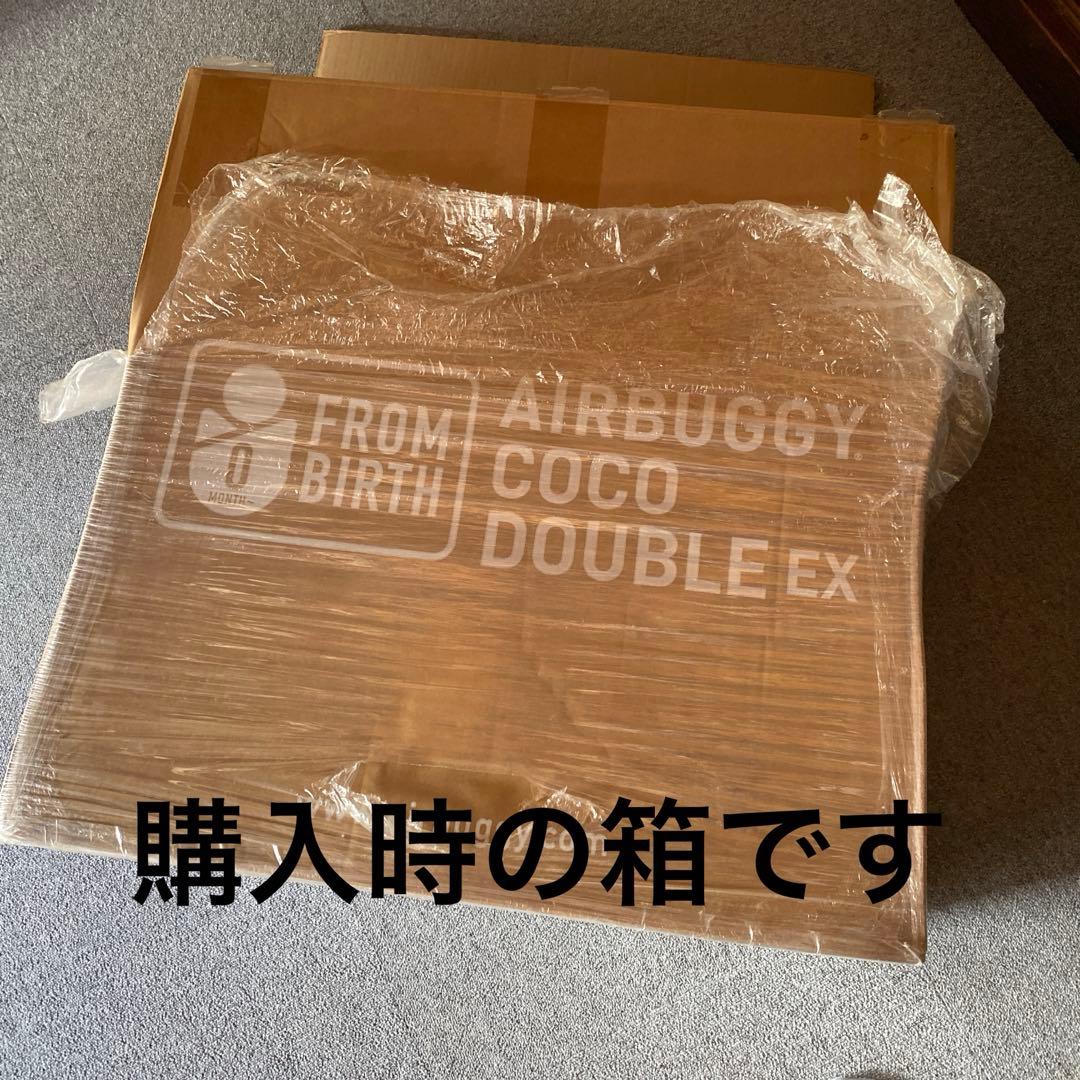 FROM
BIRTH
0
MONTH~
AIRBUGGY®
COCO
DOUBLE EX
購入時の箱です